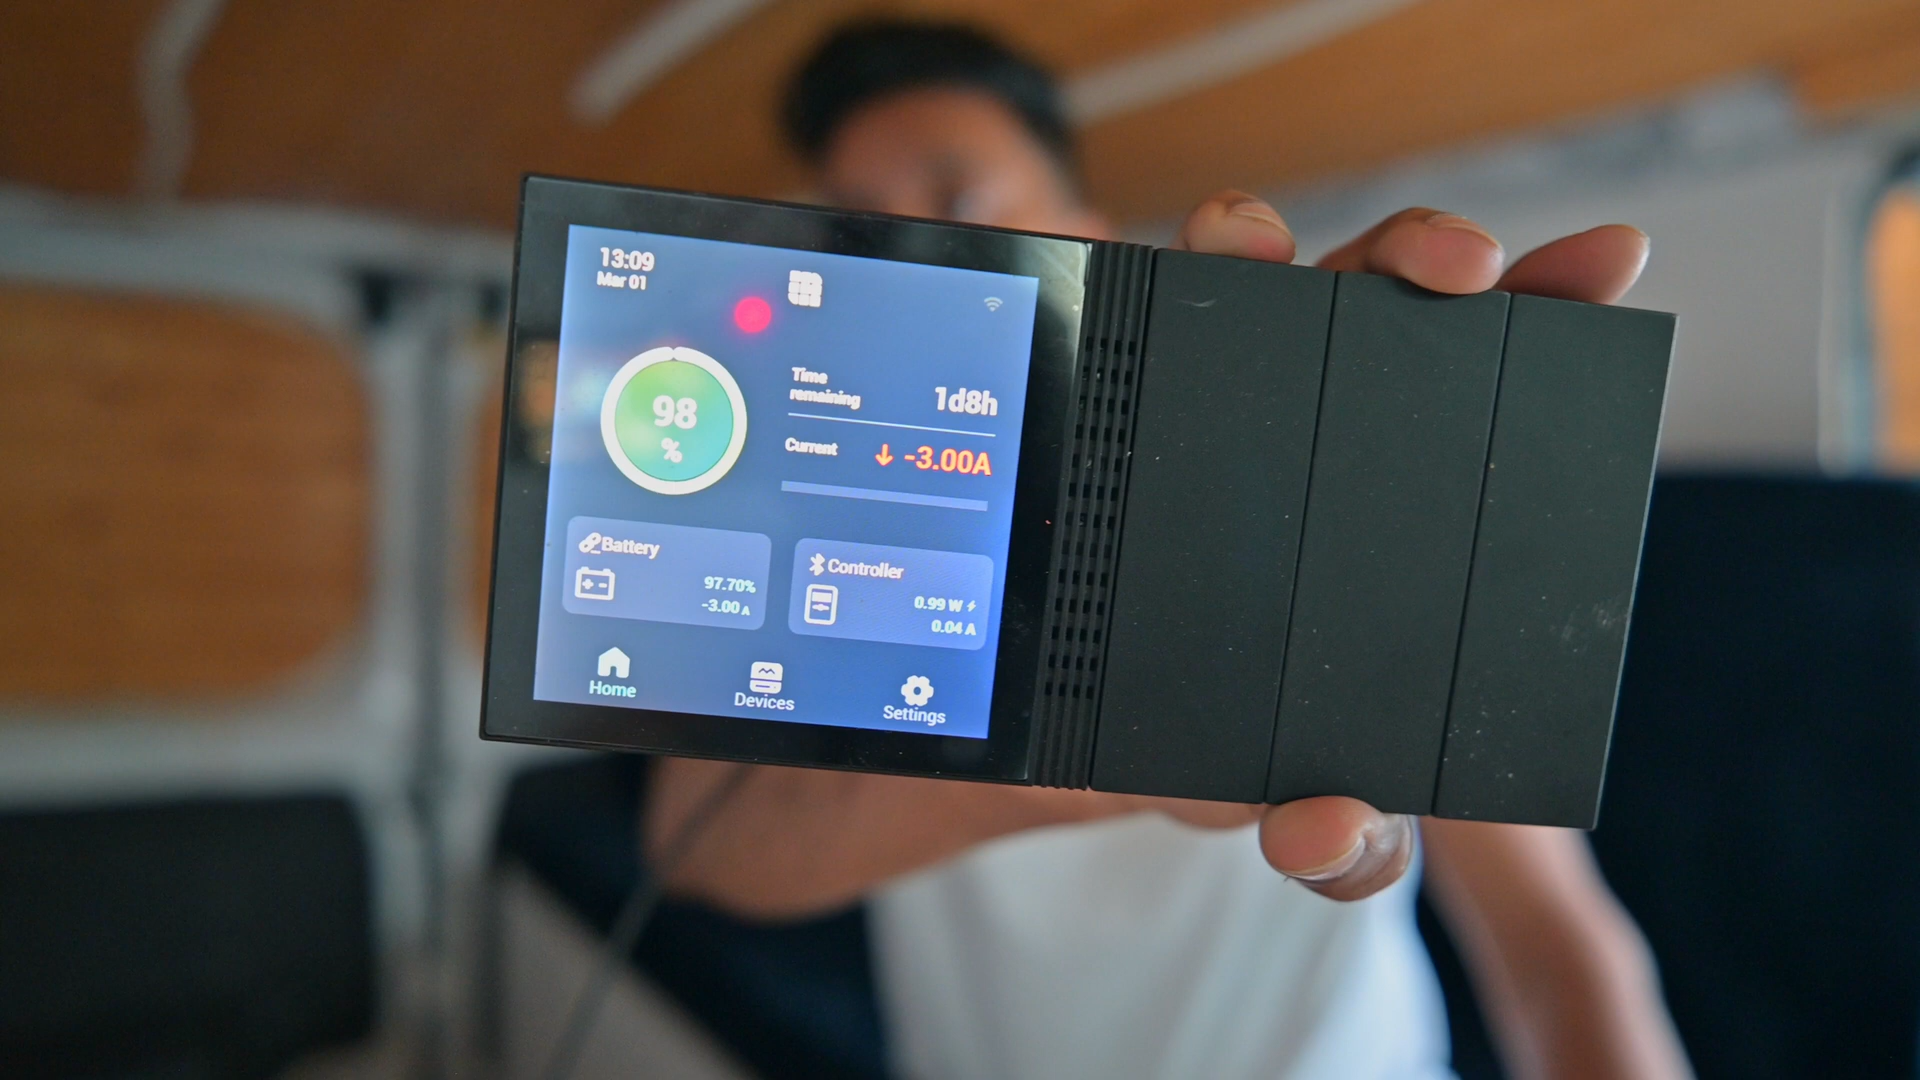 13:09
Mar 01
98
%
Time
remaining
1d8h
Current
-3.00A
Battery
97.70%
-3.00 A
Controller
0.99 W
0.04 A
Home
Devices
Settings